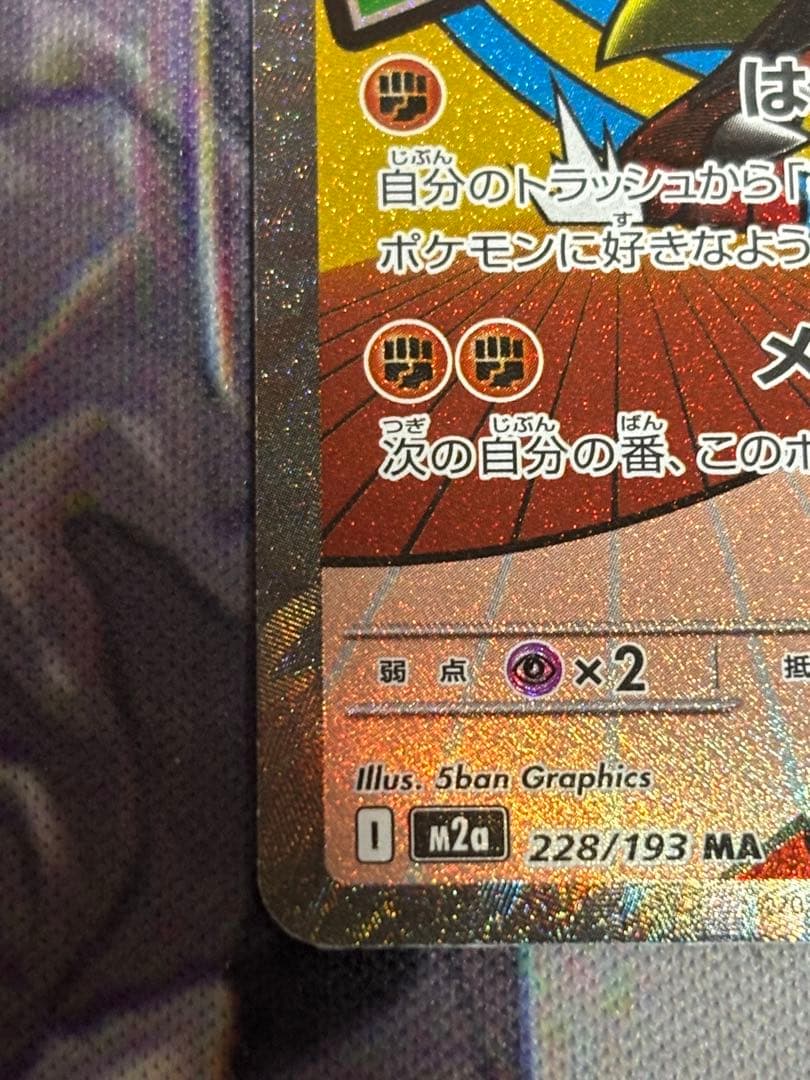 は
自分のトラッシュから「
ポケモンに好きなよう
メ
次の自分の番、このポ
弱点 ×2 抵
Illus. 5ban Graphics
I m2a 228/193 MA